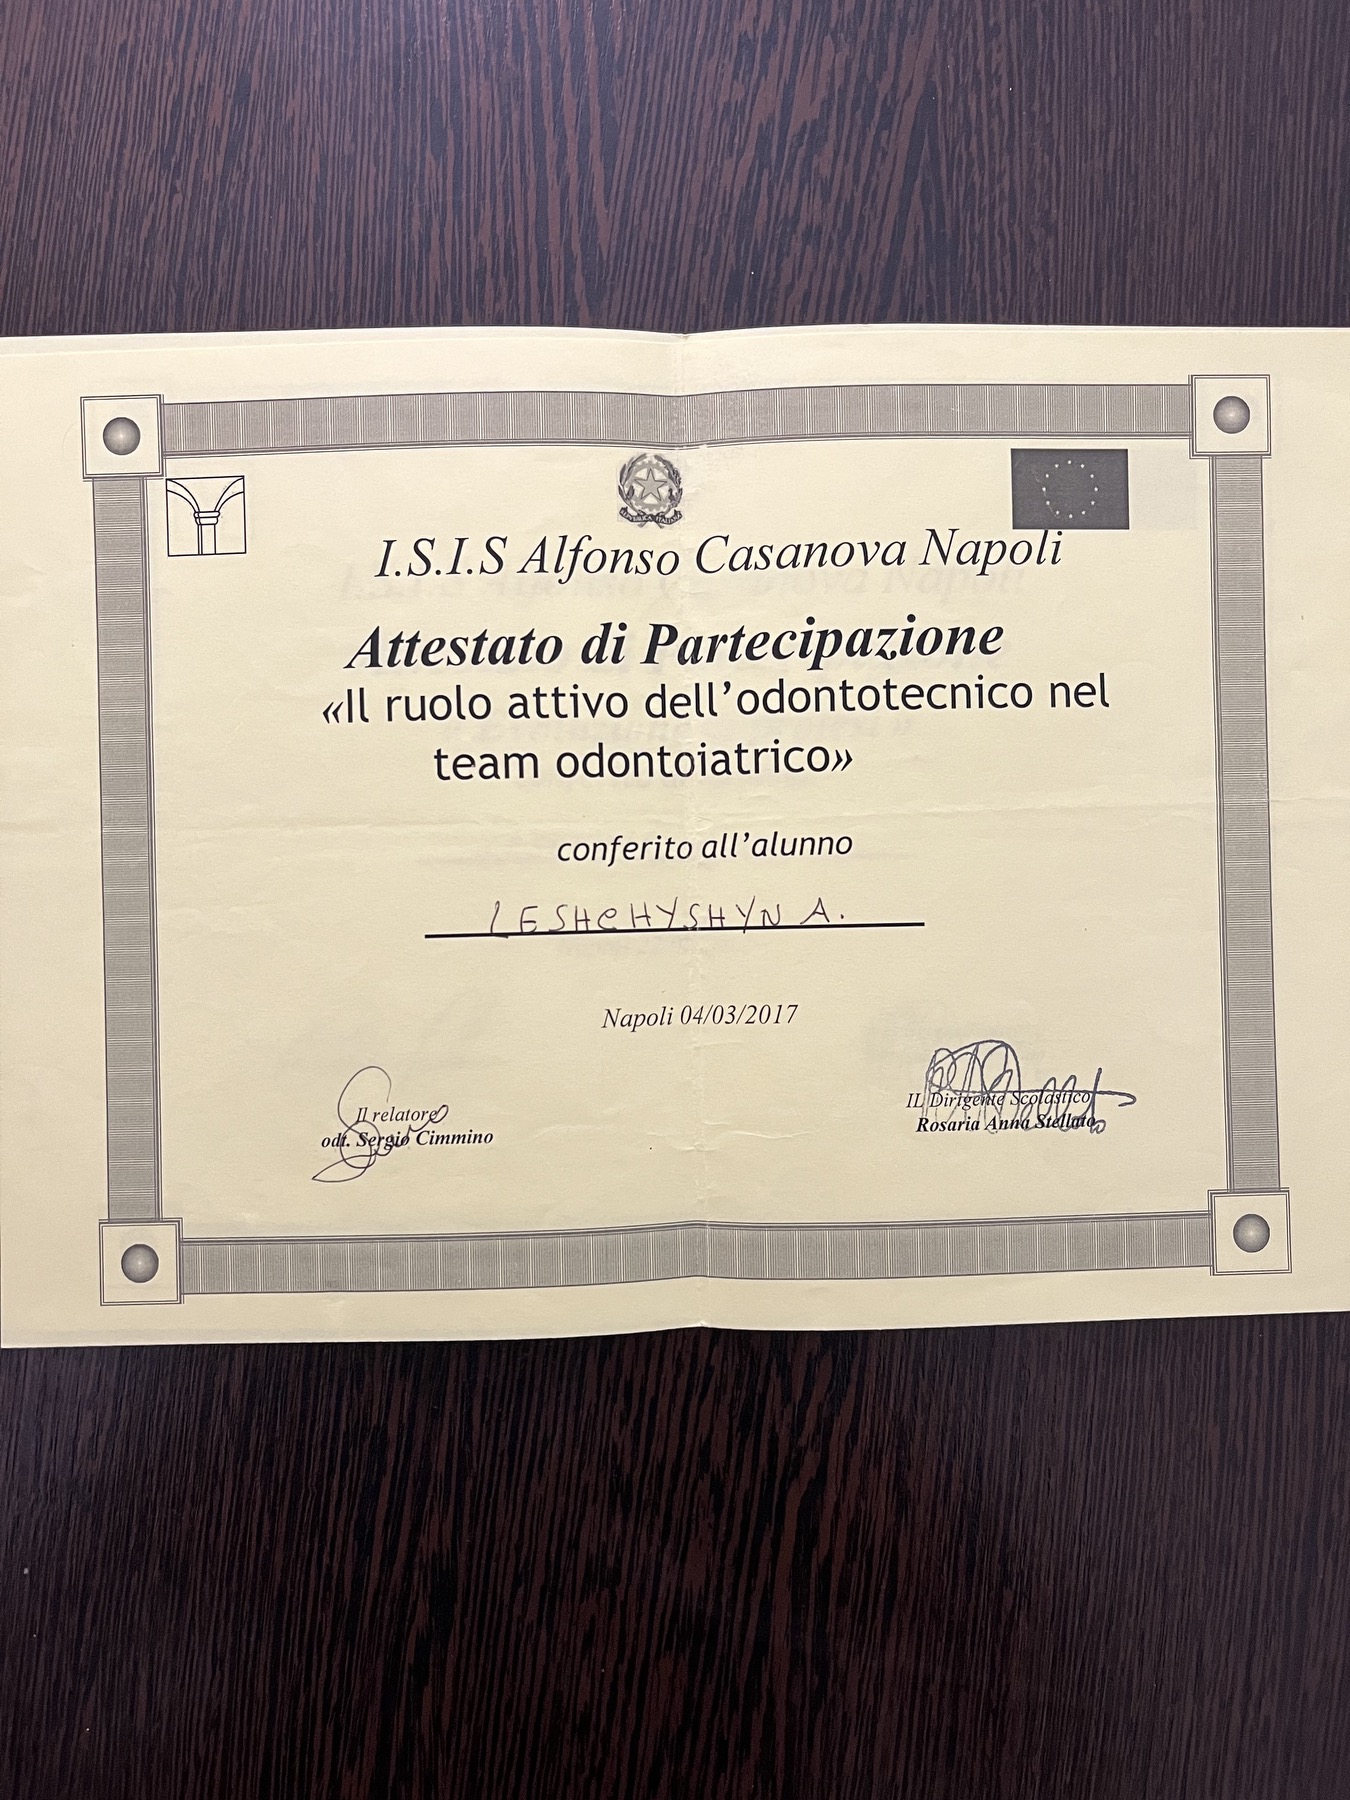 I.S.I.S Alfonso Casanova Napoli
Attestato di Partecipazione
«Il ruolo attivo dell’odontotecnico nel
team odontoiatrico»
conferito all’alunno
LESHCHYSHYN A.
Napoli 04/03/2017
Il relatore
odt. Sergio Cimmino
IL Dirigente Scolastico
Rosaria Anna Stellato